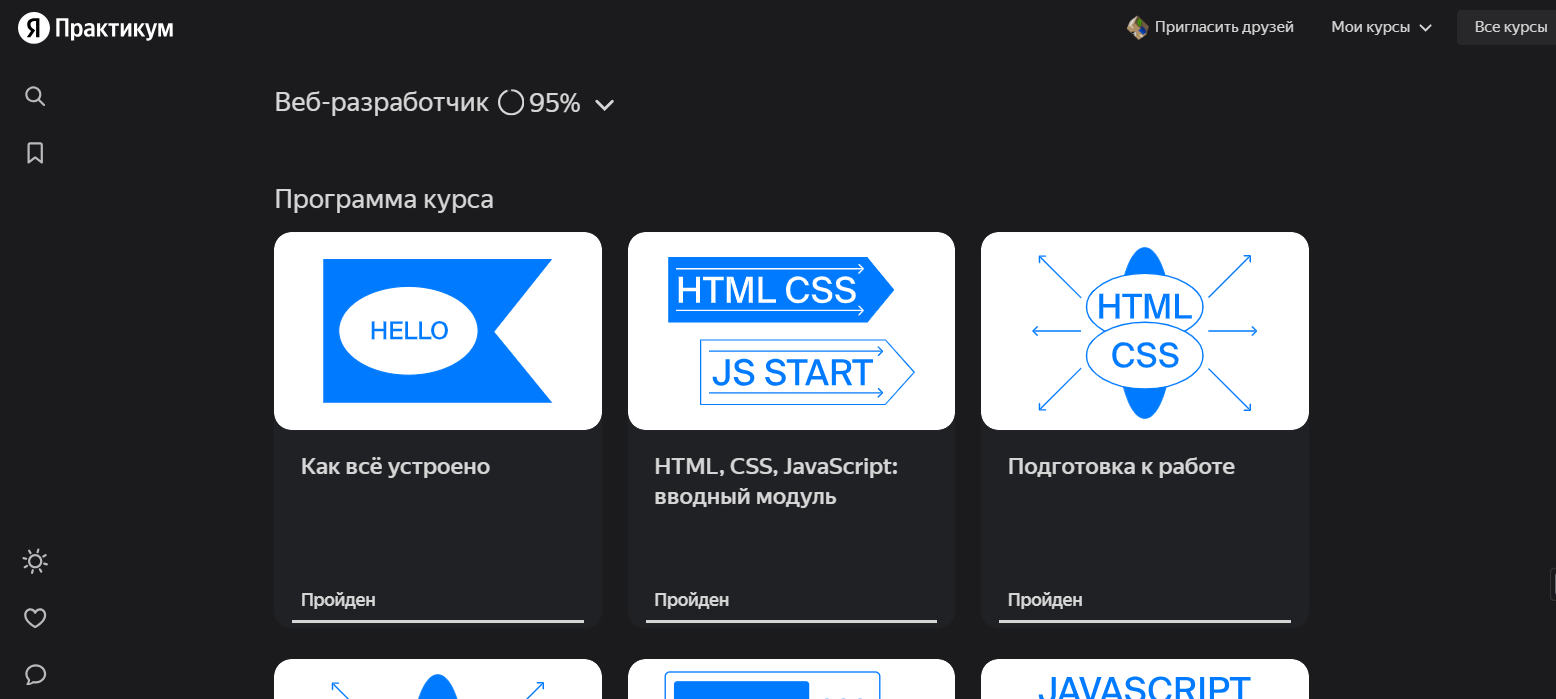 Я Практикум
Пригласить друзей
Мои курсы
Все курсы
Веб-разработчик 95%
Программа курса
HELLO
HTML CSS
JS START
HTML
CSS
Как всё устроено
HTML, CSS, JavaScript:
вводный модуль
Подготовка к работе
Пройден
Пройден
Пройден
JAVASCRIPT